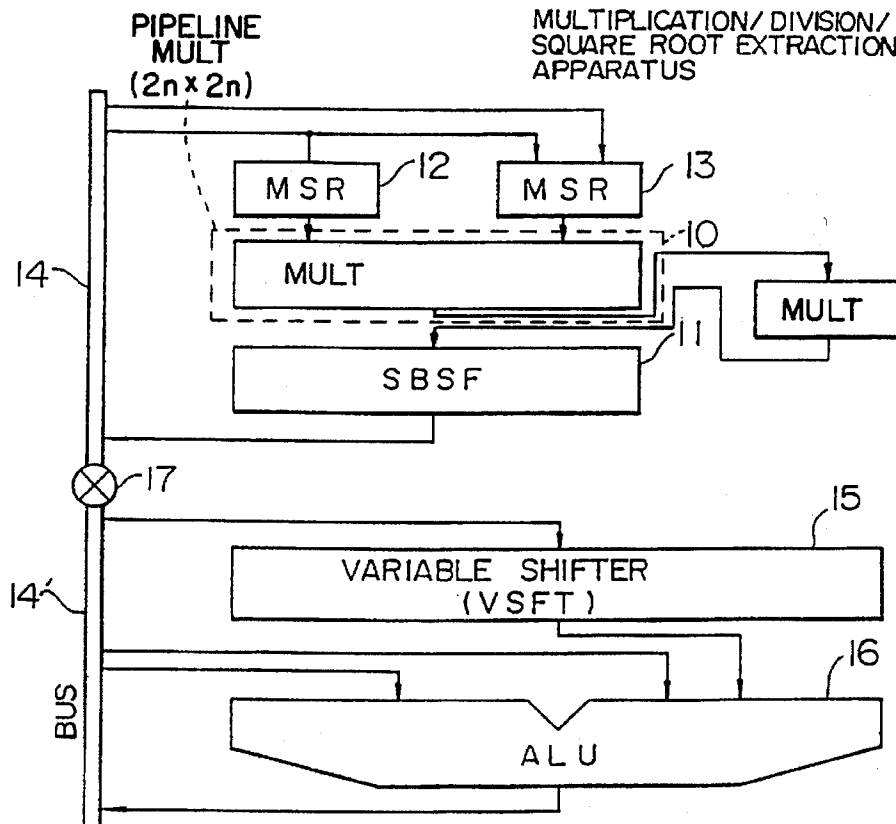 PIPELINE
MULT
(2n x 2n)
MULTIPLICATION/DIVISION/
SQUARE ROOT EXTRACTION
APPARATUS
12
13
MSR
MSR
10
14
MULT
MULT
11
SBSF
17
15
VARIABLE SHIFTER
(VSFT)
14'
16
BUS
ALU